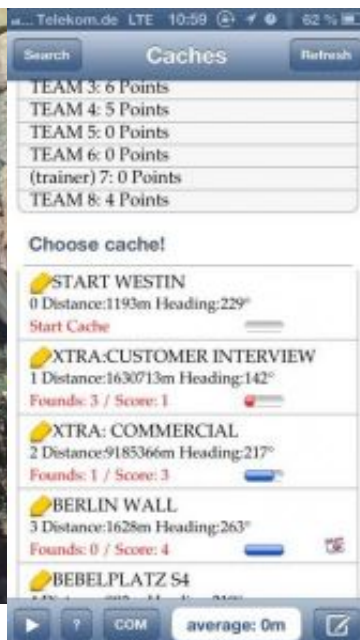 Telekom.de LTE 10:59 62 %
Search Caches Refresh
TEAM 3: 6 Points
TEAM 4: 5 Points
TEAM 5: 0 Points
TEAM 6: 0 Points
(trainer) 7: 0 Points
TEAM 8: 4 Points
Choose cache!
START WESTIN
0 Distance:1193m Heading:229°
Start Cache
XTRA:CUSTOMER INTERVIEW
1 Distance:1630713m Heading:142°
Founds: 3 / Score: 1
XTRA: COMMERCIAL
2 Distance:9185366m Heading:217°
Founds: 1 / Score: 3
BERLIN WALL
3 Distance:1628m Heading:263°
Founds: 0 / Score: 4
BEBELPLATZ S4
? COM average: 0m